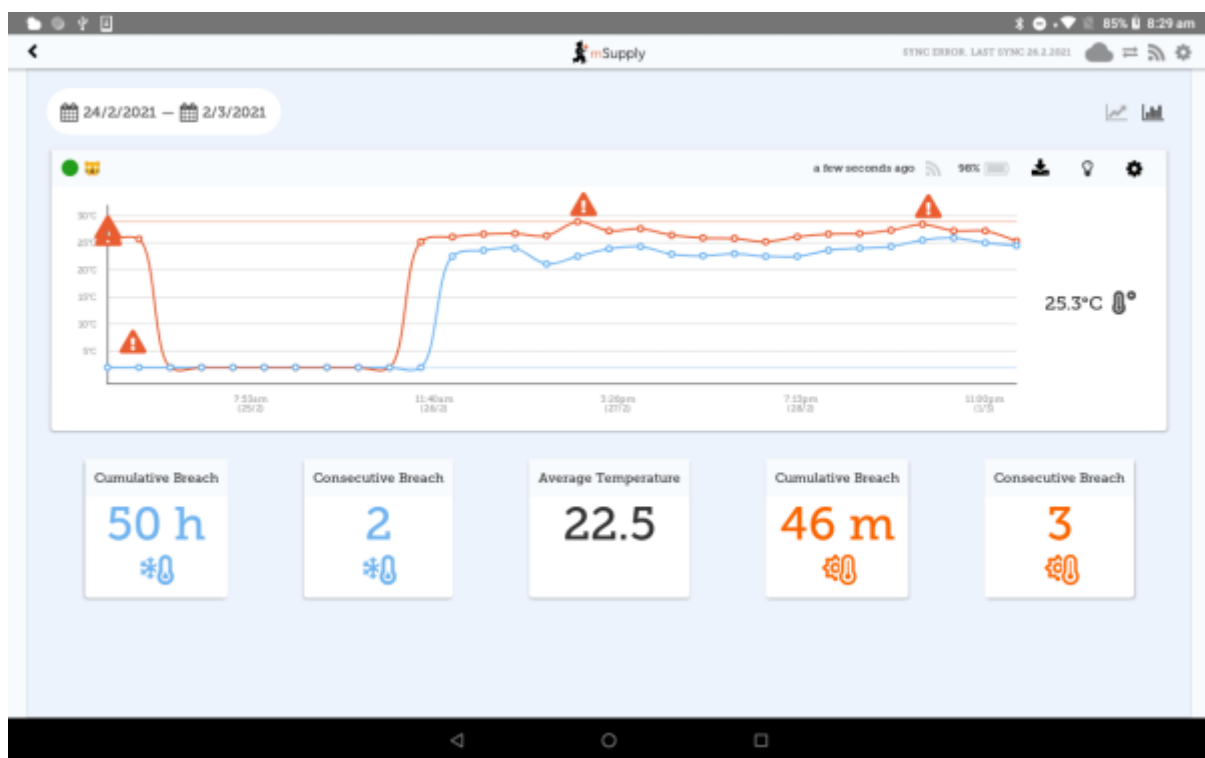 85% 8:29 am
mSupply
SYNC ERROR. LAST SYNC 26.2.2021
24/2/2021 — 2/3/2021
a few seconds ago 98%
30°C
25°C
20°C
15°C
10°C
5°C
25.3°C
7:53am 11:40am 3:26pm 7:13pm 11:00pm
(25/2) (26/2) (27/2) (28/2) (1/3)
Cumulative Breach Consecutive Breach Average Temperature Cumulative Breach Consecutive Breach
50 h 2 22.5 46 m 3